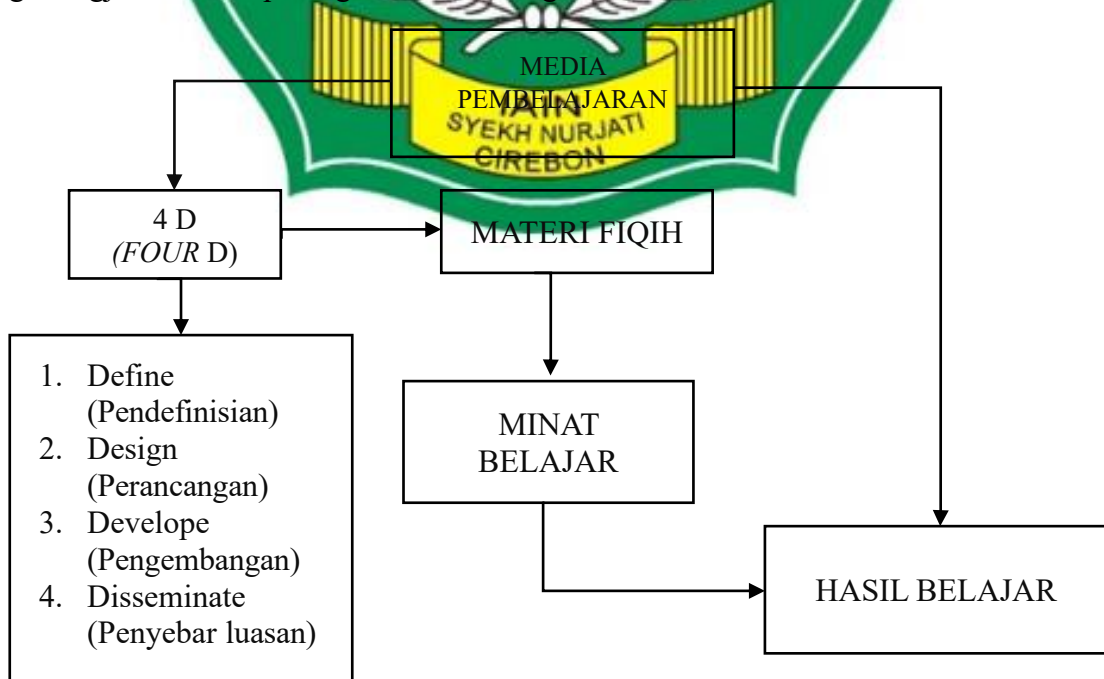 MEDIA
PEMBELAJARAN
IAIN
SYEKH NURJATI
CIREBON
4 D
(FOUR D)
MATERI FIQIH
1. Define
(Pendefinisian)
2. Design
(Perancangan)
3. Develope
(Pengembangan)
4. Disseminate
(Penyebar luasan)
MINAT
BELAJAR
HASIL BELAJAR